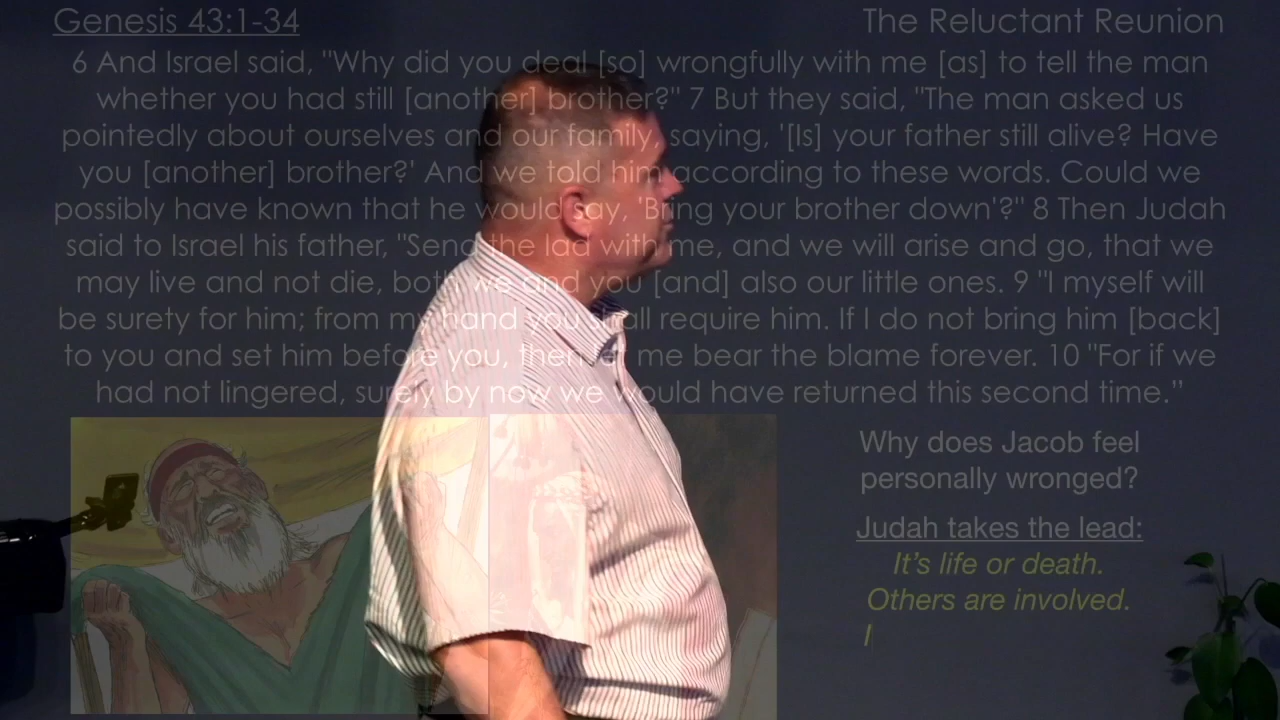 Genesis 43:1-34
The Reluctant Reunion
6 And Israel said, "Why did you deal [so] wrongfully with me [as] to tell the man
whether you had still [another] brother?" 7 But they said, "The man asked us
pointedly about ourselves and our family, saying, '[Is] your father still alive? Have
you [another] brother?' And we told him according to these words. Could we
possibly have known that he would say, 'Bring your brother down'?" 8 Then Judah
said to Israel his father, "Send the lad with me, and we will arise and go, that we
may live and not die, both we and [and] also our little ones. 9 "I myself will
be surety for him; from my hand you shall require him. If I do not bring him [back]
to you and set him before you, then let me bear the blame forever. 10 "For if we
had not lingered, surely by now we would have returned this second time.”
Why does Jacob feel
personally wronged?
Judah takes the lead:
It’s life or death.
Others are involved.
I